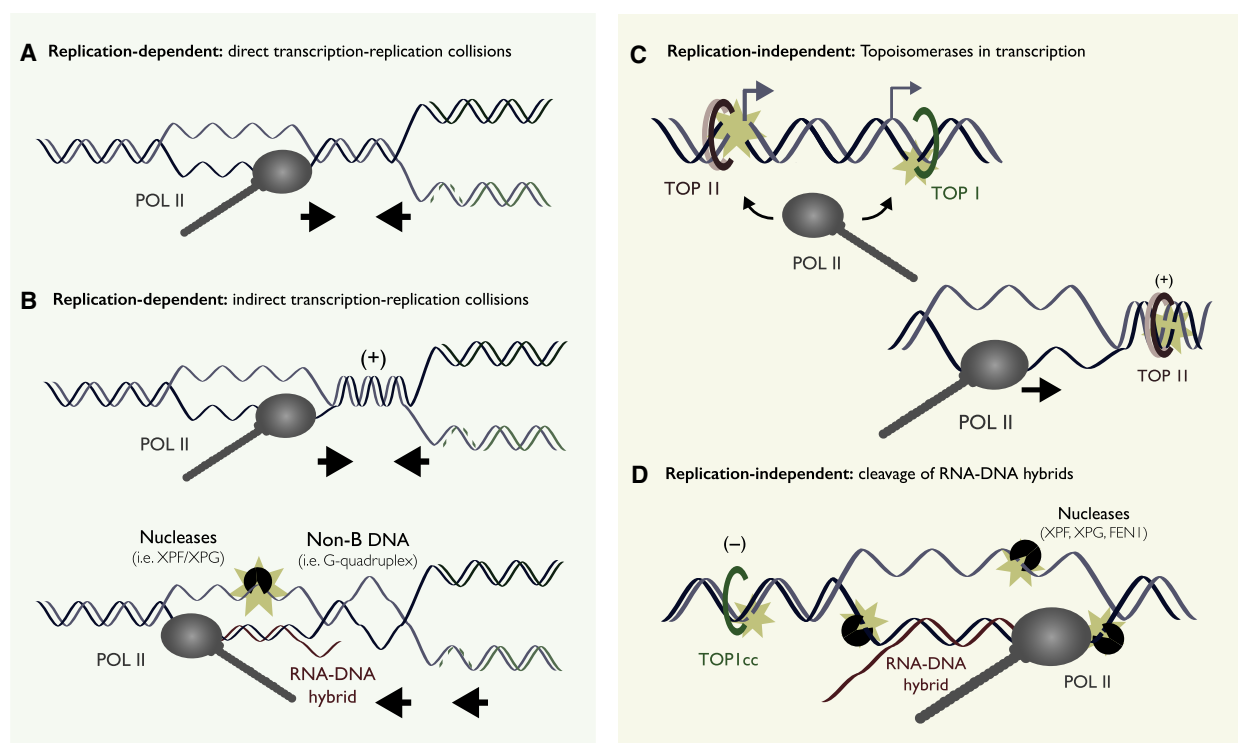 A Replication-dependent: direct transcription-replication collisions
POL II
B Replication-dependent: indirect transcription-replication collisions
(+)
POL II
Nucleases
(i.e. XPF/XPG)
Non-B DNA
(i.e. G-quadruplex)
POL II
RNA-DNA
hybrid
C Replication-independent: Topoisomerases in transcription
TOP II
TOP I
POL II
(+)
TOP II
POL II
D Replication-independent: cleavage of RNA-DNA hybrids
Nucleases
(XPF, XPG, FEN1)
(–)
TOP1cc
RNA-DNA
hybrid
POL II